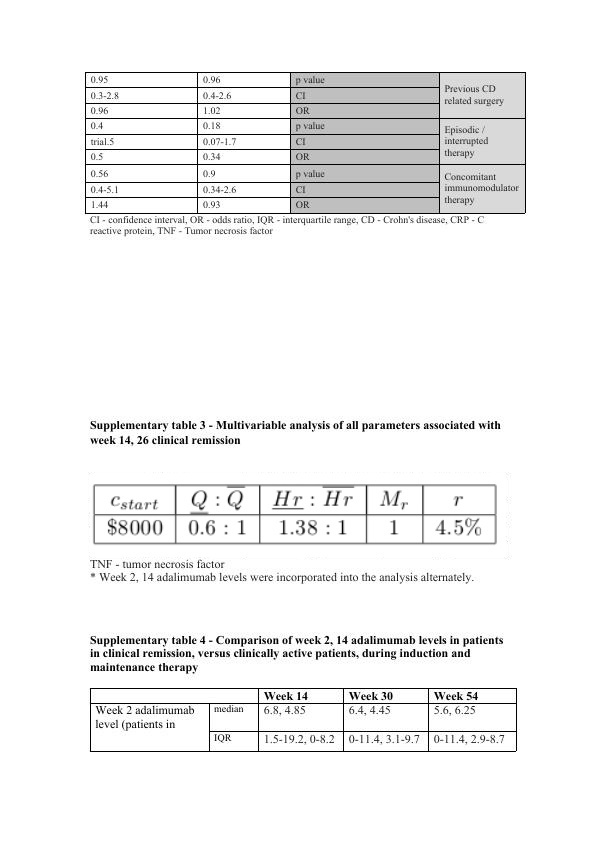 0.95 0.96 p value Previous CD related surgery
0.3-2.8 0.4-2.6 CI
0.96 1.02 OR
0.4 0.18 p value Episodic / interrupted therapy
trial.5 0.07-1.7 CI
0.5 0.34 OR
0.56 0.9 p value Concomitant immunomodulator therapy
0.4-5.1 0.34-2.6 CI
1.44 0.93 OR
CI - confidence interval, OR - odds ratio, IQR - interquartile range, CD - Crohn's disease, CRP - C
reactive protein, TNF - Tumor necrosis factor
Supplementary table 3 - Multivariable analysis of all parameters associated with
week 14, 26 clinical remission
c_start Q̲ : Q̅ H̲r̲ : H̅r̅ M_r r
$8000 0.6 : 1 1.38 : 1 1 4.5%
TNF - tumor necrosis factor
* Week 2, 14 adalimumab levels were incorporated into the analysis alternately.
Supplementary table 4 - Comparison of week 2, 14 adalimumab levels in patients
in clinical remission, versus clinically active patients, during induction and
maintenance therapy
Week 14 Week 30 Week 54
Week 2 adalimumab median 6.8, 4.85 6.4, 4.45 5.6, 6.25
level (patients in
IQR 1.5-19.2, 0-8.2 0-11.4, 3.1-9.7 0-11.4, 2.9-8.7